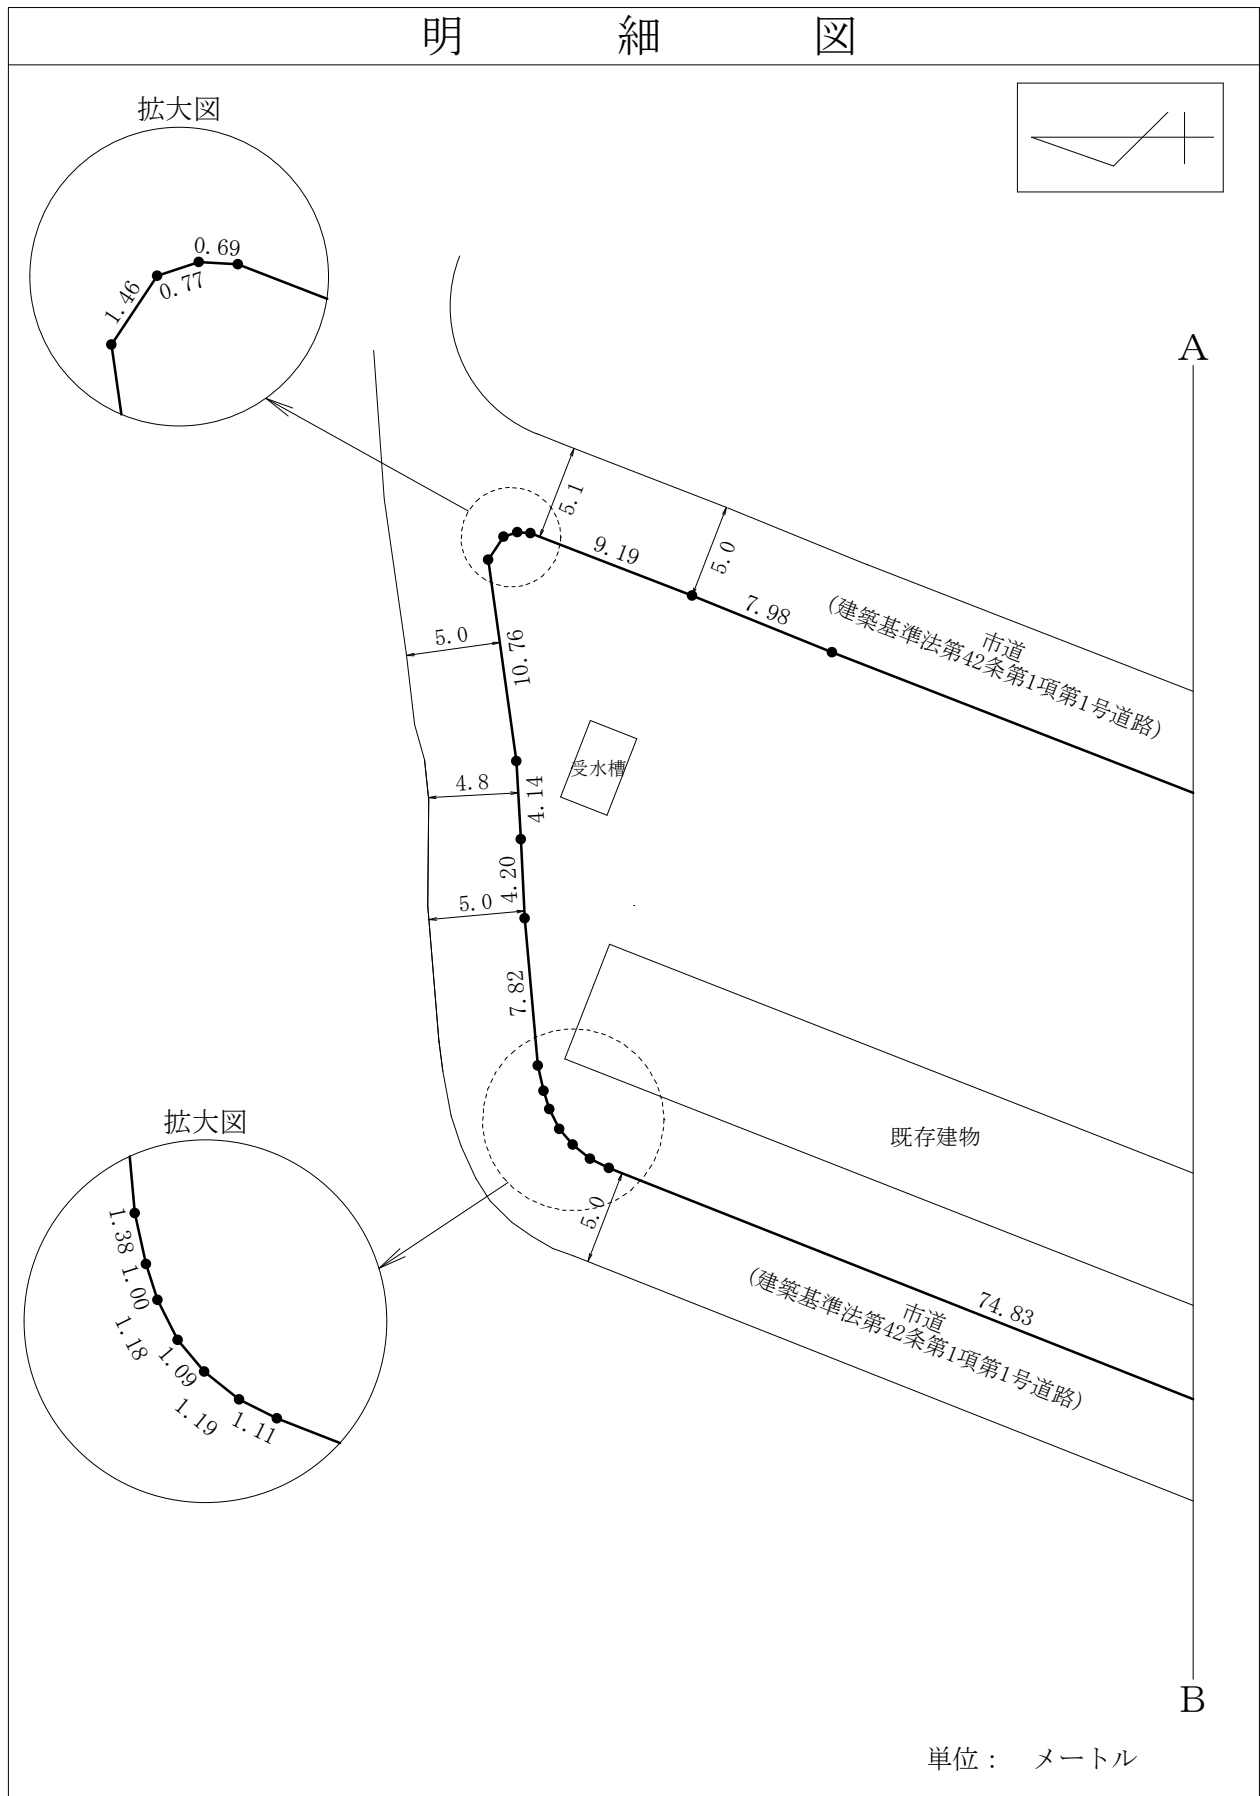 明細図
拡大図
0.69
0.77
1.46
A
5.1
9.19
5.0
7.98
市道
(建築基準法第42条第1項第1号道路)
5.0
10.76
受水槽
4.8
4.14
4.20
5.0
7.82
拡大図
既存建物
1.38
1.00
1.18
1.09
1.19
1.11
5.0
74.83
市道
(建築基準法第42条第1項第1号道路)
B
単位： メートル